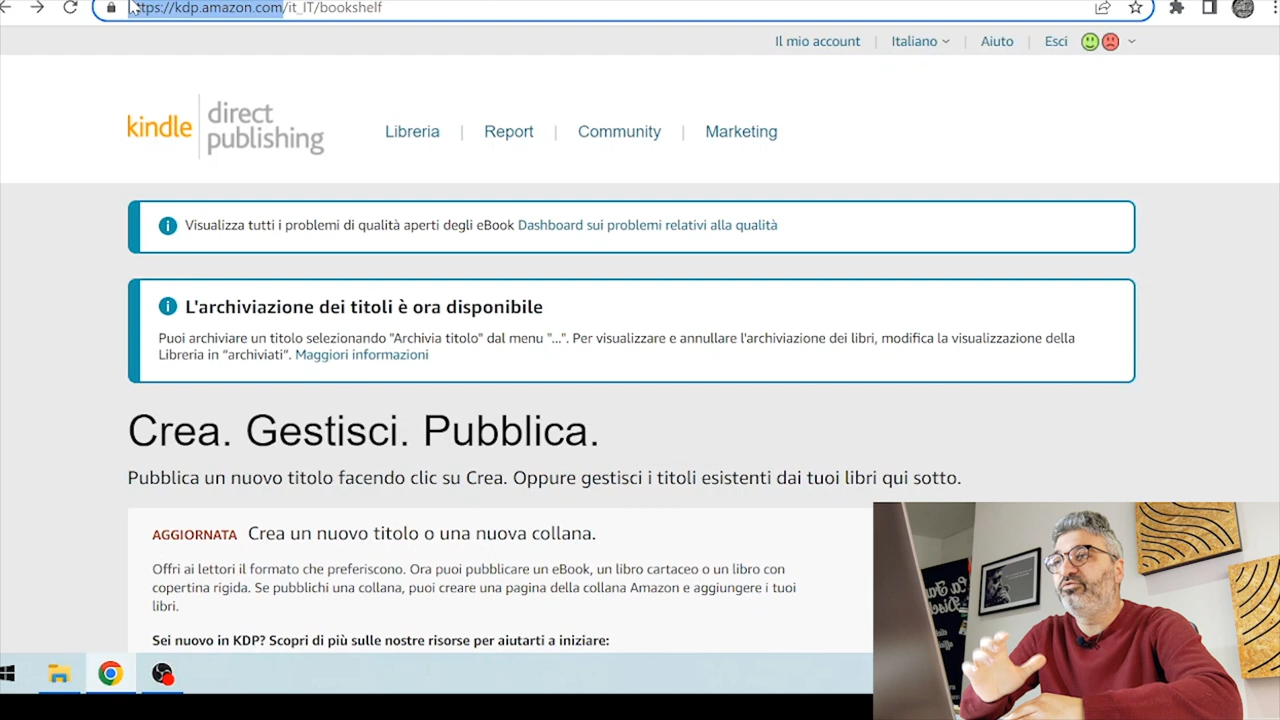 ttps://kdp.amazon.com/it_IT/bookshelf
Il mio account | Italiano | Aiuto | Esci
kindle direct publishing
Libreria | Report | Community | Marketing
Visualizza tutti i problemi di qualità aperti degli eBook Dashboard sui problemi relativi alla qualità
L'archiviazione dei titoli è ora disponibile
Puoi archiviare un titolo selezionando "Archivia titolo" dal menu "...". Per visualizzare e annullare l'archiviazione dei libri, modifica la visualizzazione della
Libreria in "archiviati". Maggiori informazioni
Crea. Gestisci. Pubblica.
Pubblica un nuovo titolo facendo clic su Crea. Oppure gestisci i titoli esistenti dai tuoi libri qui sotto.
AGGIORNATA Crea un nuovo titolo o una nuova collana.
Offri ai lettori il formato che preferiscono. Ora puoi pubblicare un eBook, un libro cartaceo o un libro con
copertina rigida. Se pubblichi una collana, puoi creare una pagina della collana Amazon e aggiungere i tuoi
libri.
Sei nuovo in KDP? Scopri di più sulle nostre risorse per aiutarti a iniziare: